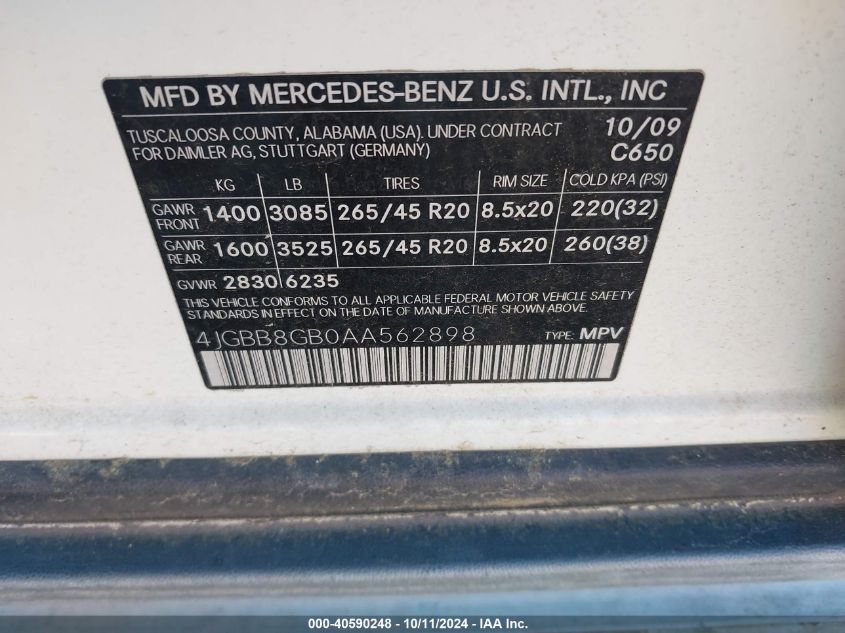 MFD BY MERCEDES-BENZ U.S. INTL., INC
TUSCALOOSA COUNTY, ALABAMA (USA). UNDER CONTRACT 10/09
FOR DAIMLER AG, STUTTGART (GERMANY) C650
KG LB TIRES RIM SIZE COLD KPA (PSI)
GAWR FRONT 1400 3085 265/45 R20 8.5x20 220(32)
GAWR REAR 1600 3525 265/45 R20 8.5x20 260(38)
GVWR 2830 6235
THIS VEHICLE CONFORMS TO ALL APPLICABLE FEDERAL MOTOR VEHICLE SAFETY
STANDARDS IN EFFECT ON THE DATE OF MANUFACTURE SHOWN ABOVE.
4JGBB8GB0AA562898 TYPE: MPV
000-40590248 - 10/11/2024 - IAA Inc.